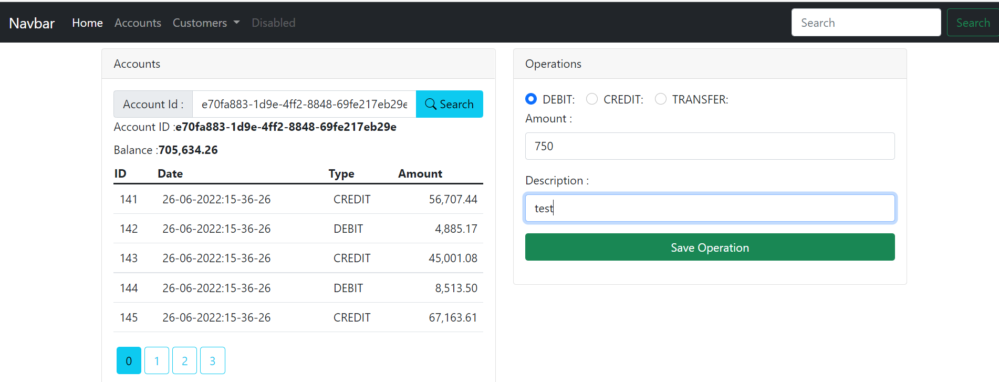 Navbar Home Accounts Customers Disabled Search Search
Accounts
Account Id : e70fa883-1d9e-4ff2-8848-69fe217eb29e Search
Account ID :e70fa883-1d9e-4ff2-8848-69fe217eb29e
Balance :705,634.26
ID Date Type Amount
141 26-06-2022:15-36-26 CREDIT 56,707.44
142 26-06-2022:15-36-26 DEBIT 4,885.17
143 26-06-2022:15-36-26 CREDIT 45,001.08
144 26-06-2022:15-36-26 DEBIT 8,513.50
145 26-06-2022:15-36-26 CREDIT 67,163.61
0 1 2 3
Operations
DEBIT: CREDIT: TRANSFER:
Amount :
750
Description :
test
Save Operation